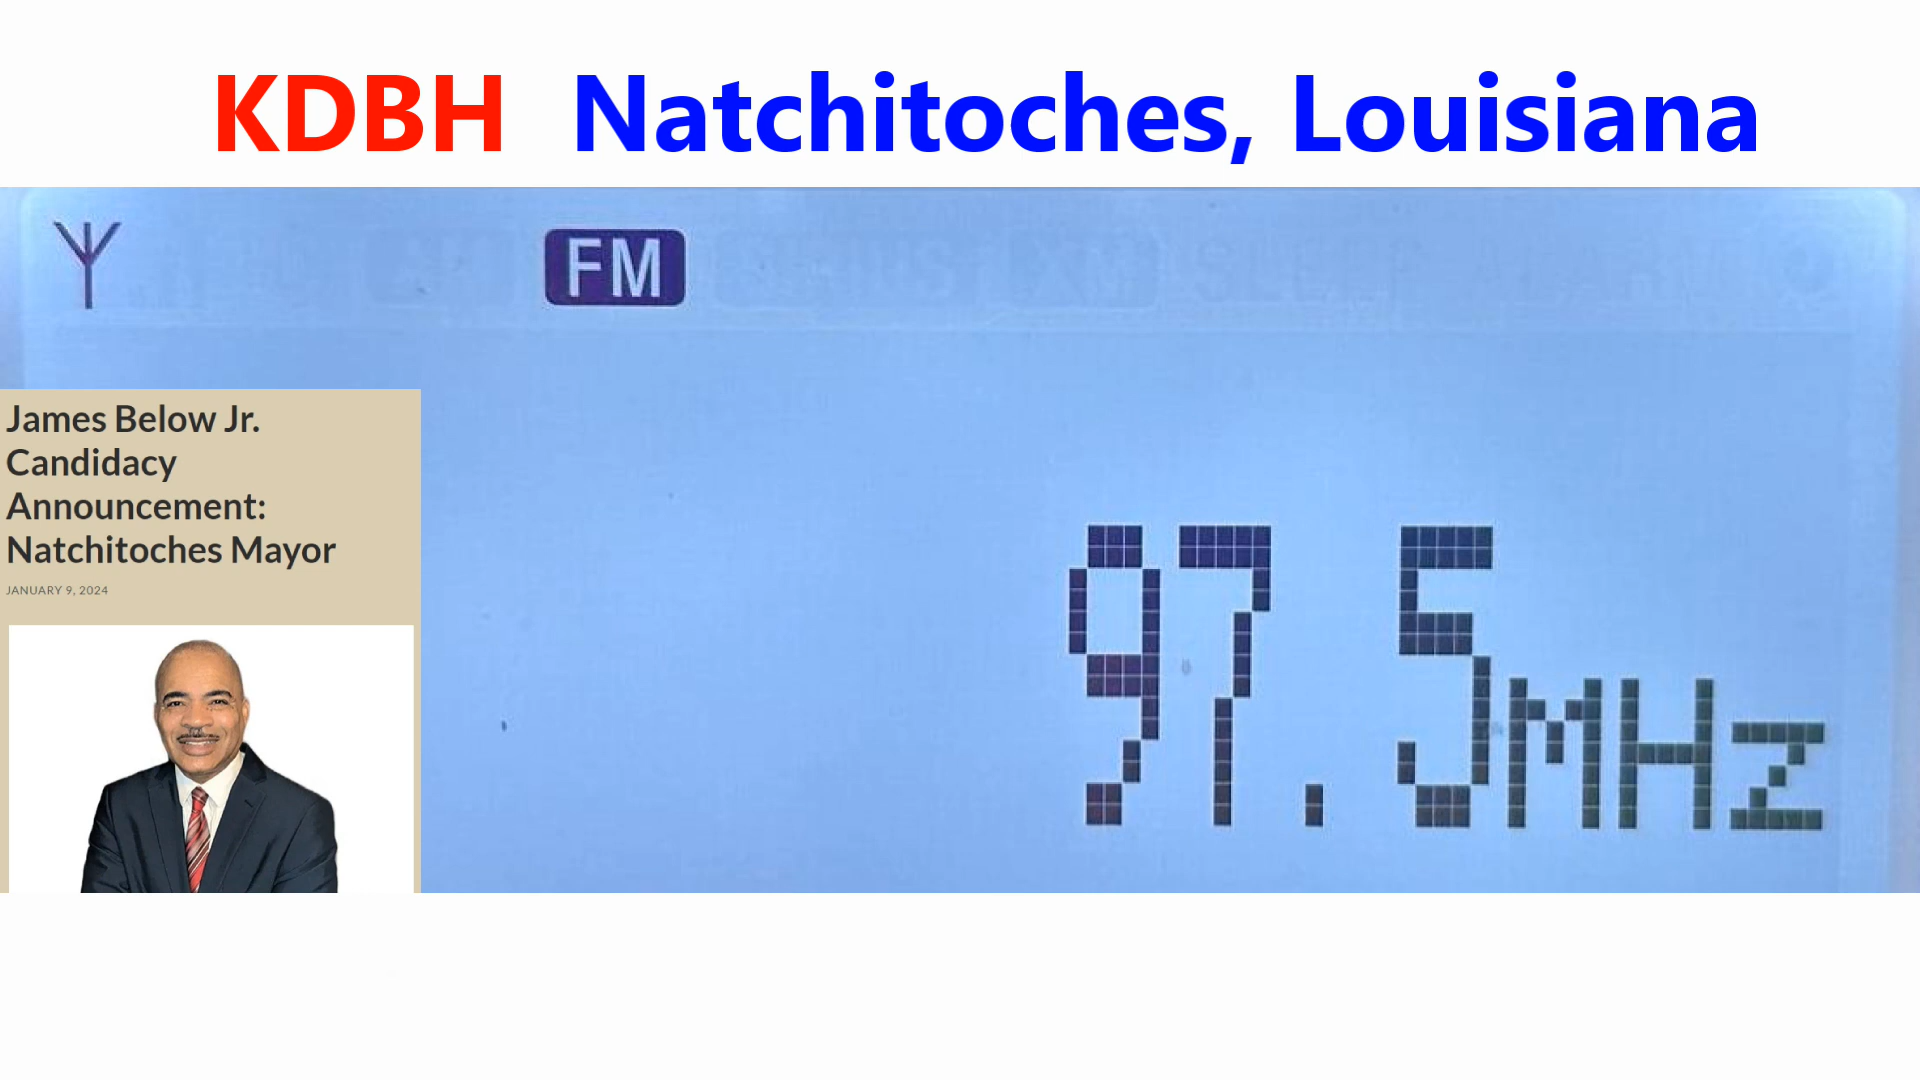 KDBH Natchitoches, Louisiana
FM
James Below Jr.
Candidacy
Announcement:
Natchitoches Mayor
JANUARY 9, 2024
97.5MHz